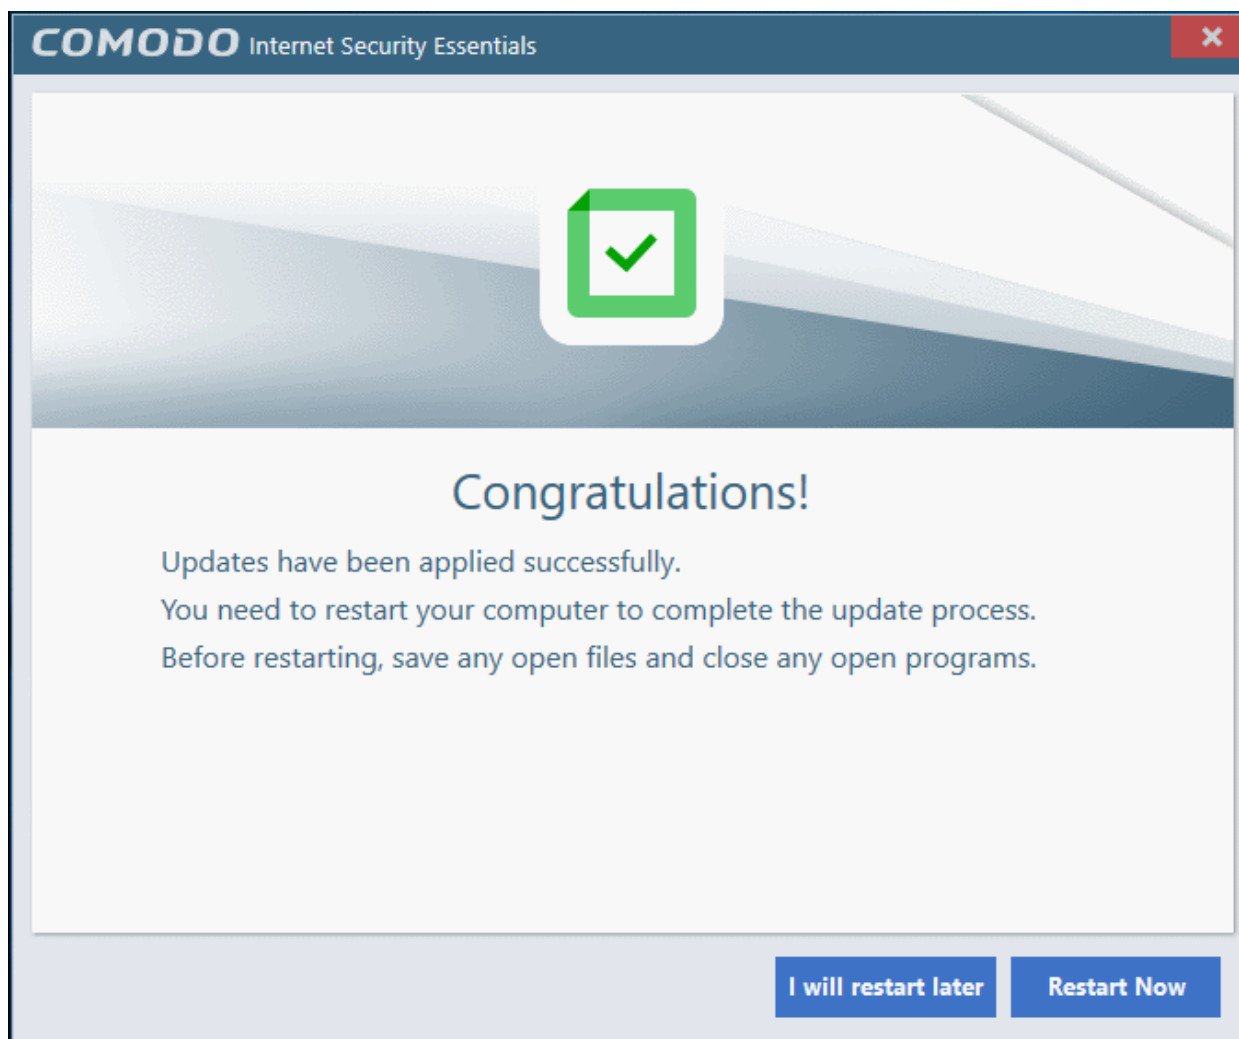 COMODO Internet Security Essentials
Congratulations!
Updates have been applied successfully.
You need to restart your computer to complete the update process.
Before restarting, save any open files and close any open programs.
I will restart later Restart Now